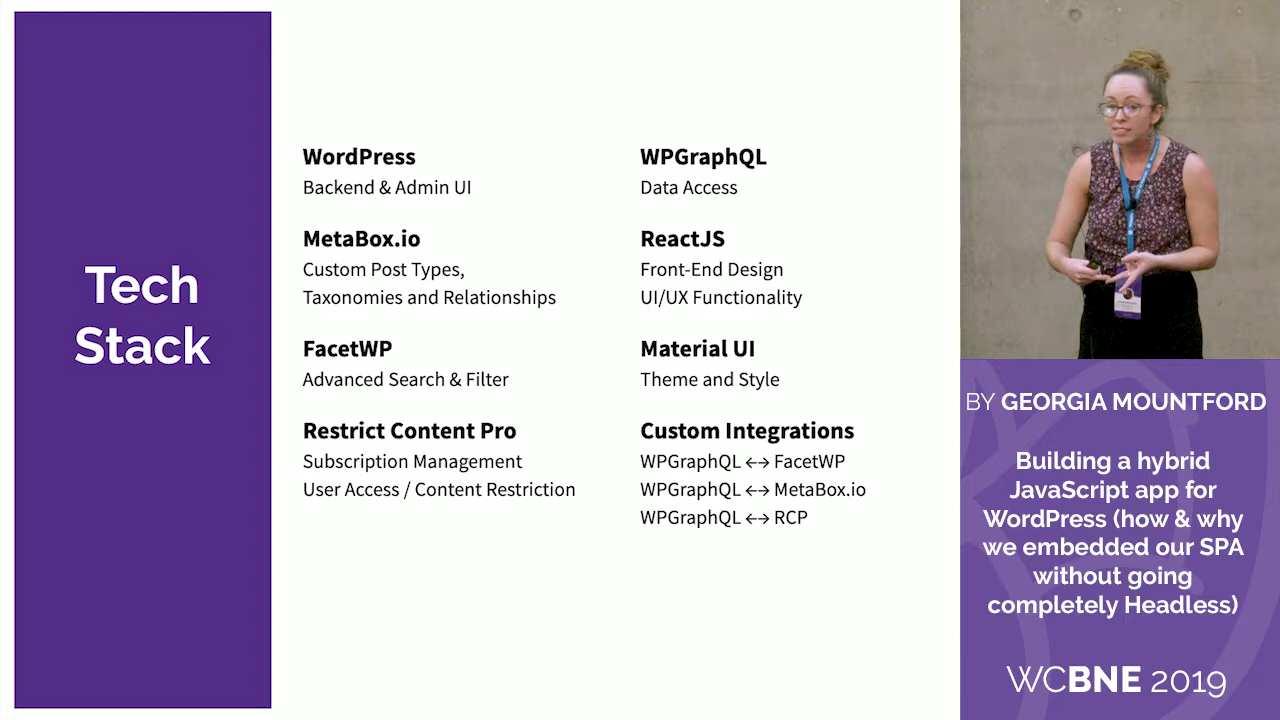 Tech
Stack
WordPress
Backend & Admin UI
MetaBox.io
Custom Post Types,
Taxonomies and Relationships
FacetWP
Advanced Search & Filter
Restrict Content Pro
Subscription Management
User Access / Content Restriction
WPGraphQL
Data Access
ReactJS
Front-End Design
UI/UX Functionality
Material UI
Theme and Style
Custom Integrations
WPGraphQL ↔ FacetWP
WPGraphQL ↔ MetaBox.io
WPGraphQL ↔ RCP
BY GEORGIA MOUNTFORD
Building a hybrid
JavaScript app for
WordPress (how & why
we embedded our SPA
without going
completely Headless)
WCBNE 2019